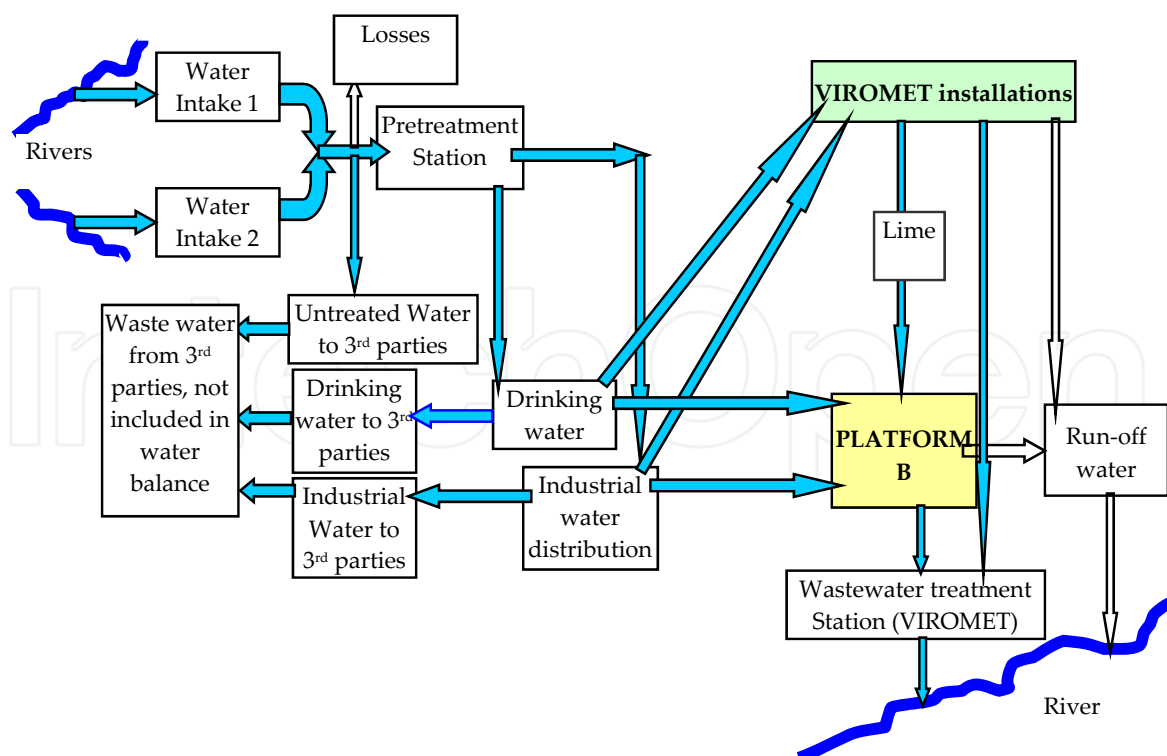 Losses
Water
Intake 1
Rivers
Water
Intake 2
Pretreatment
Station
VIROMET installations
Lime
Untreated Water
to 3rd parties
Waste water
from 3rd
parties, not
included in
water
balance
Drinking
water to 3rd
parties
Drinking
water
Industrial
Water to
3rd parties
Industrial
water
distribution
PLATFORM
B
Run-off
water
Wastewater treatment
Station (VIROMET)
River
IntechOpen